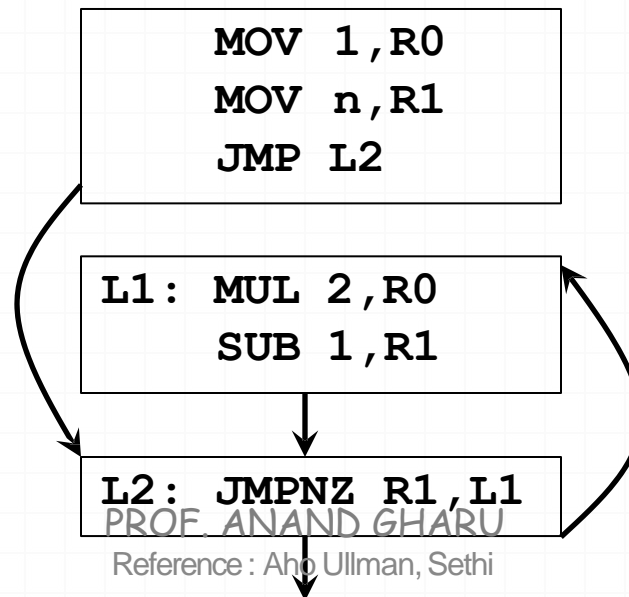 MOV 1,R0
MOV n,R1
JMP L2
L1: MUL 2,R0
SUB 1,R1
L2: JMPNZ R1,L1
PROF. ANAND GHARU
Reference : Aho Ullman, Sethi